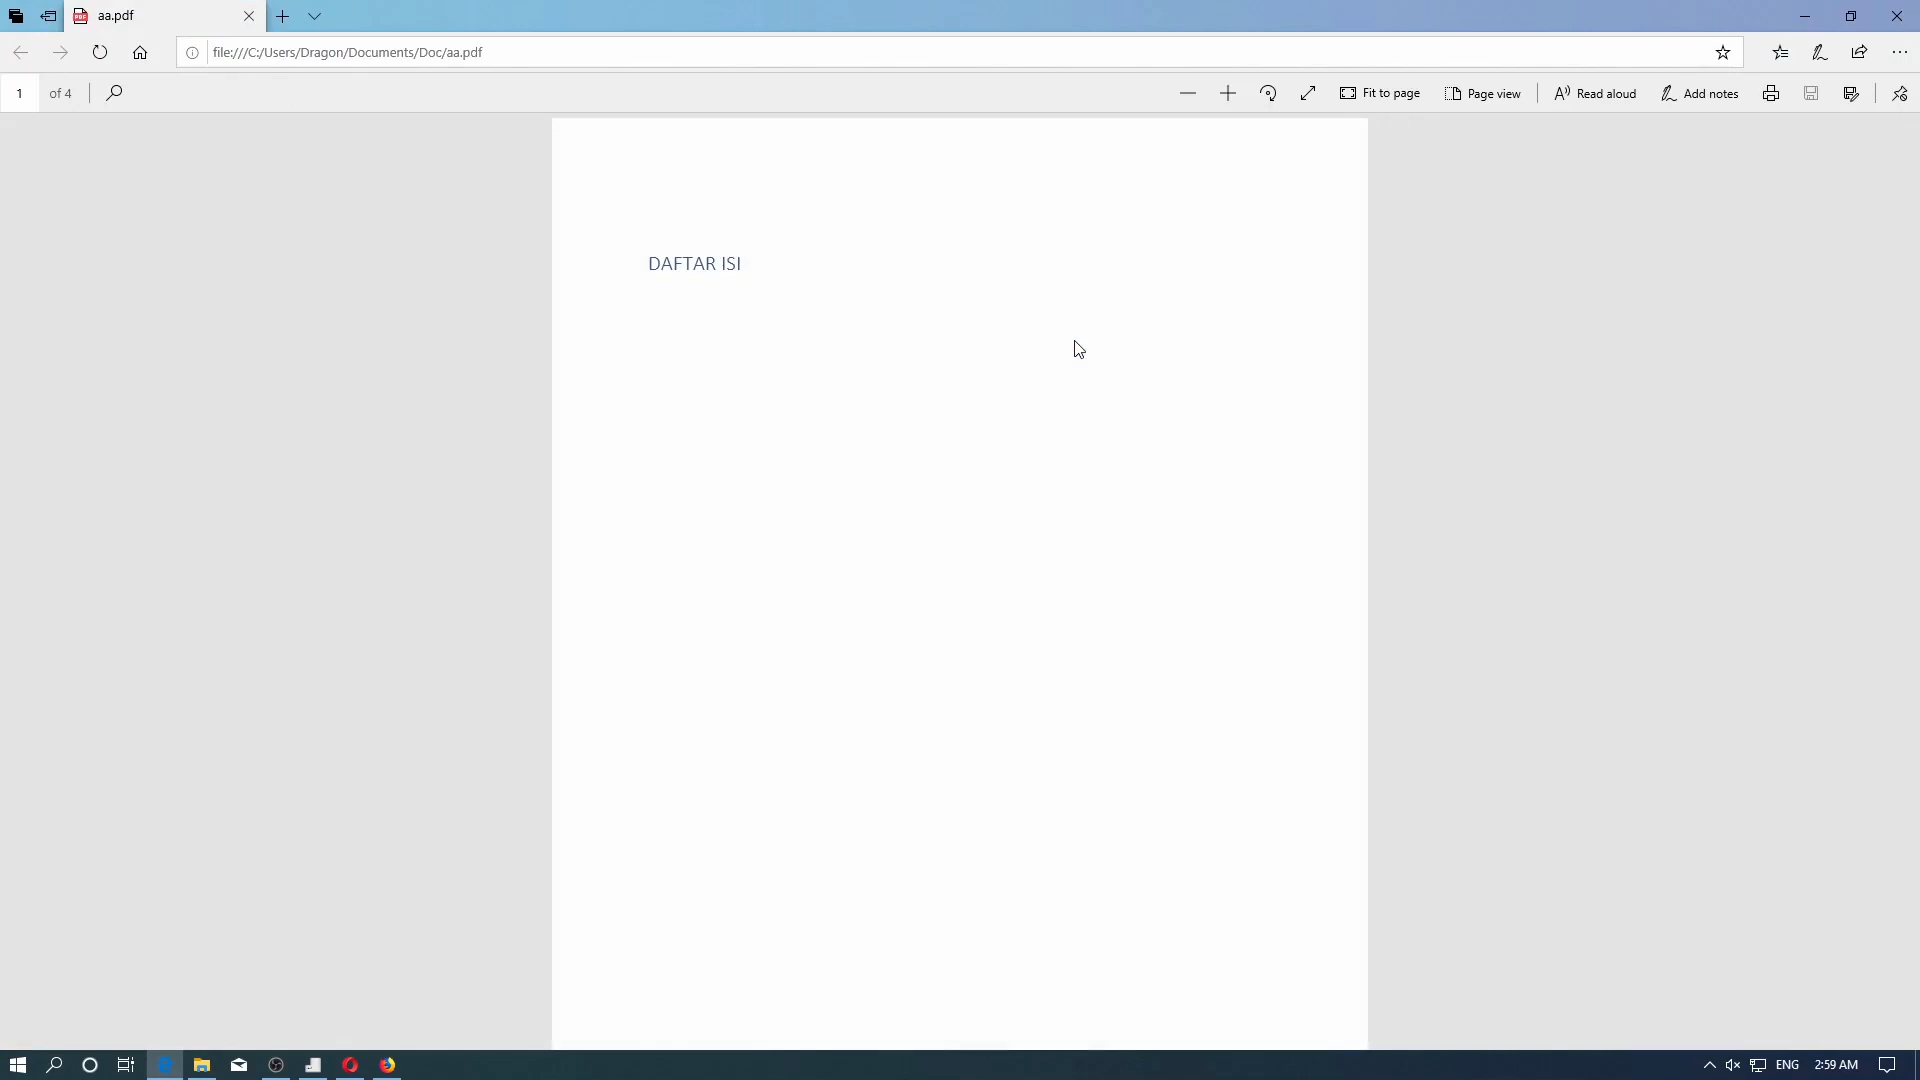 aa.pdf
file:///C:/Users/Dragon/Documents/Doc/aa.pdf
1 of 4
Fit to page
Page view
Read aloud
Add notes
DAFTAR ISI
ENG
2:59 AM